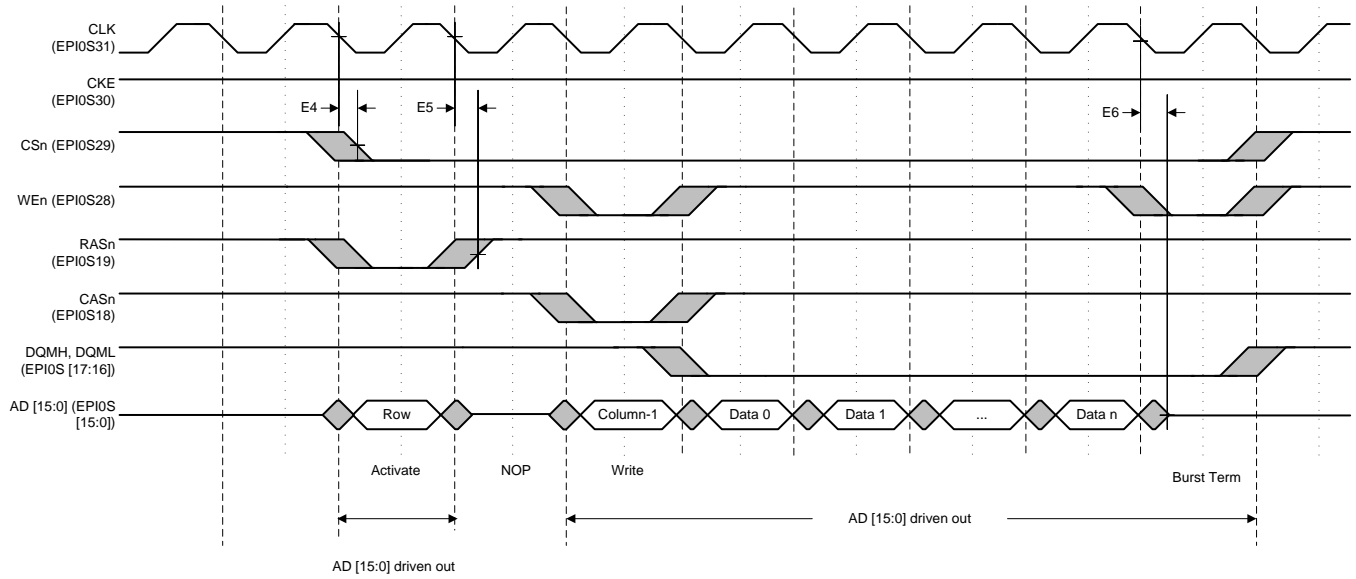 CLK
(EPI0S31)
CKE
(EPI0S30)
E4
E5
E6
CSn (EPI0S29)
WEn (EPI0S28)
RASn
(EPI0S19)
CASn
(EPI0S18)
DQMH, DQML
(EPI0S [17:16])
AD [15:0] (EPI0S
[15:0])
Row
Column-1
Data 0
Data 1
...
Data n
Activate
NOP
Write
Burst Term
AD [15:0] driven out
AD [15:0] driven out